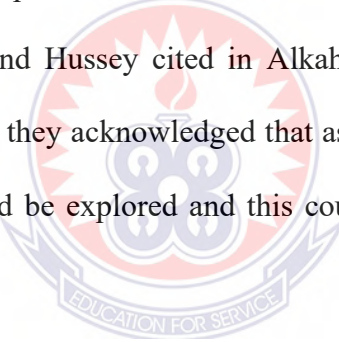 nd Hussey cited in Alkah
they acknowledged that as
d be explored and this cou
EDUCATION FOR SERVICE